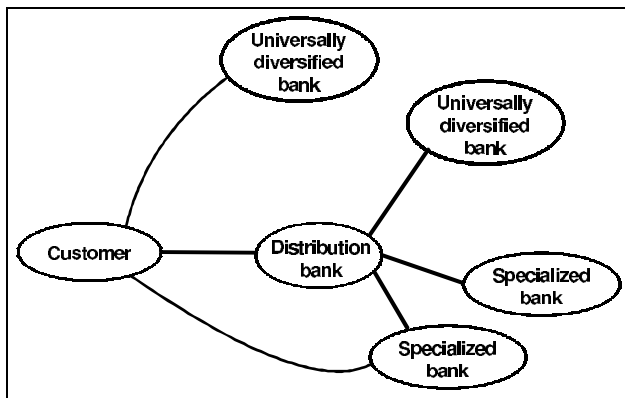 Universally
diversified
bank
Universally
diversified
bank
Customer
Distribution
bank
Specialized
bank
Specialized
bank